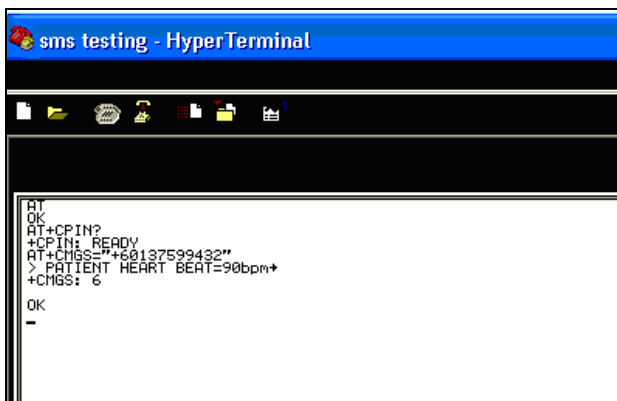 sms testing - HyperTerminal
AT
OK
AT+CPIN?
+CPIN: READY
AT+CMGS="+60137599432"
> PATIENT HEART BEAT=90bpm→
+CMGS: 6
OK